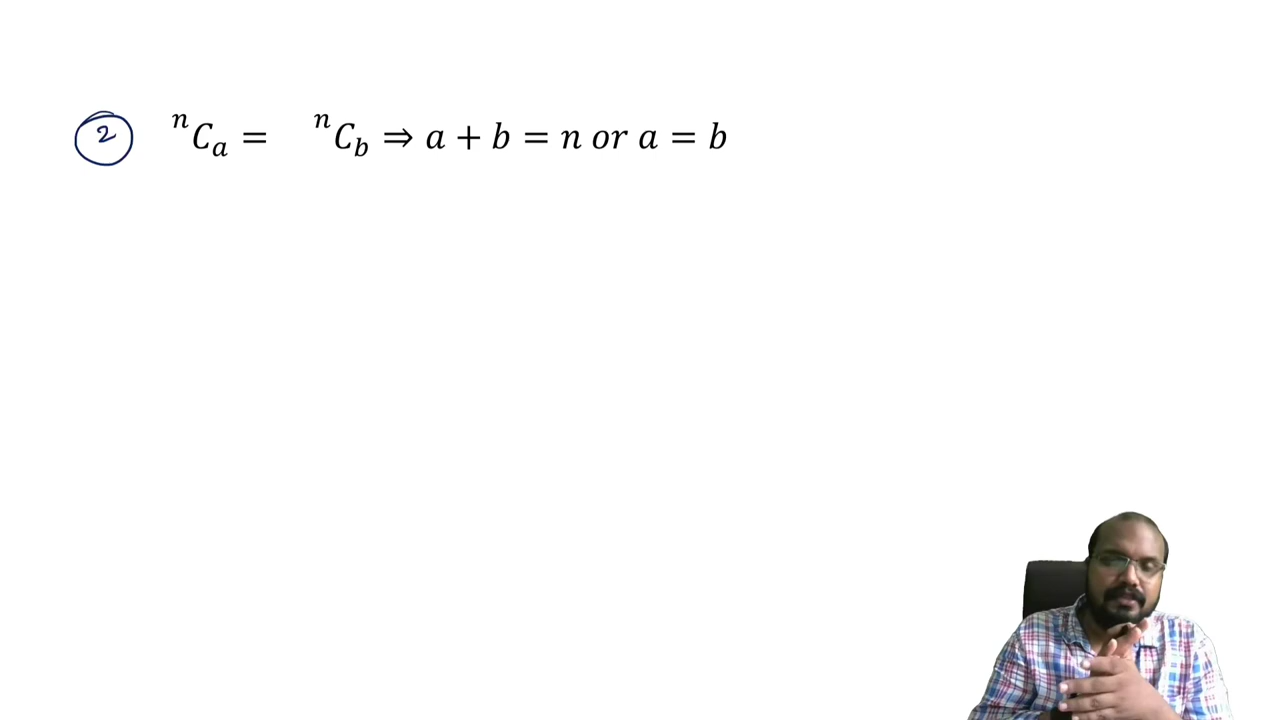 2 ⁿCₐ = ⁿC_b ⇒ a + b = n or a = b